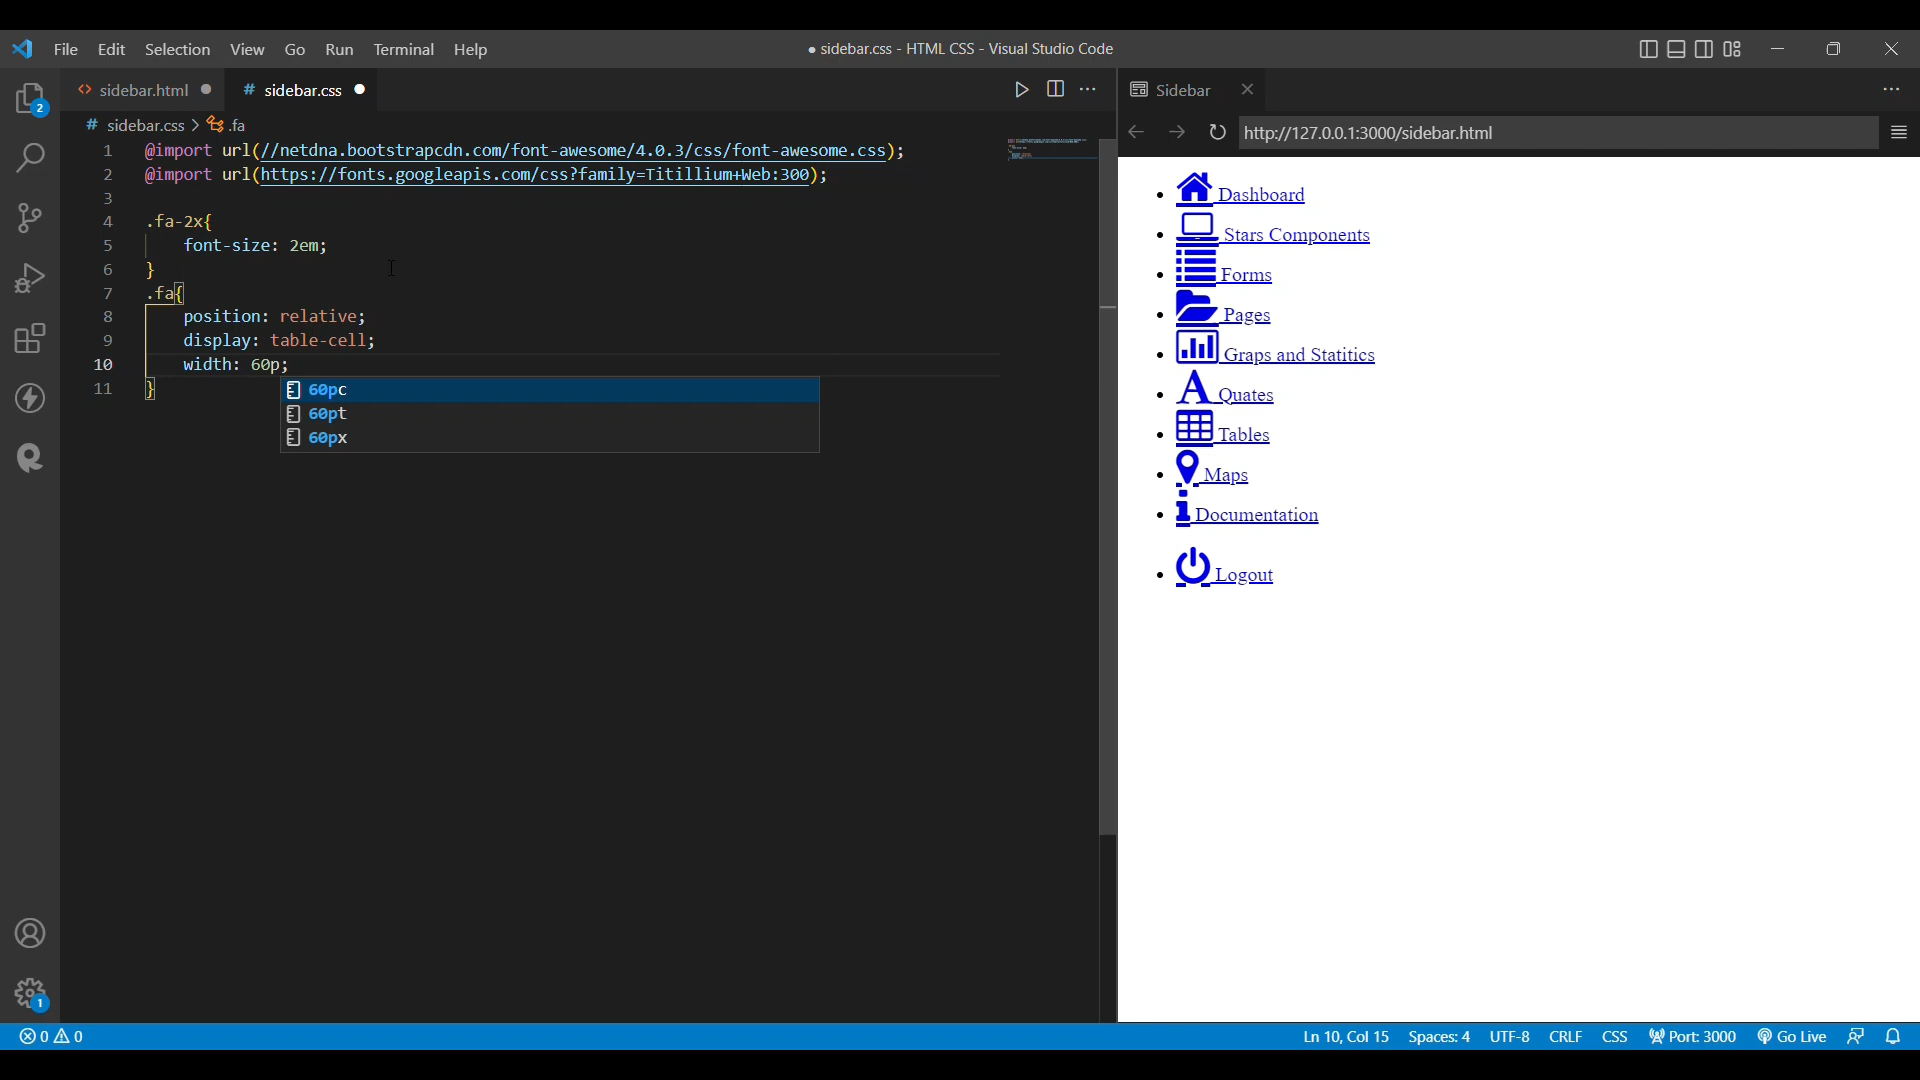 File Edit Selection View Go Run Terminal Help
● sidebar.css - HTML CSS - Visual Studio Code
2
<> sidebar.html ●
# sidebar.css ●
Sidebar
# sidebar.css > .fa
http://127.0.0.1:3000/sidebar.html
1 @import url(//netdna.bootstrapcdn.com/font-awesome/4.0.3/css/font-awesome.css);
2 @import url(https://fonts.googleapis.com/css?family=Titillium+Web:300);
3
4 .fa-2x{
5     font-size: 2em;
6 }
7 .fa{
8     position: relative;
9     display: table-cell;
10     width: 60p;
11 }
60pc
60pt
60px
Dashboard
Stars Components
Forms
Pages
Graps and Statitics
Quates
Tables
Maps
Documentation
Logout
1
0 0
Ln 10, Col 15 Spaces: 4 UTF-8 CRLF CSS Port: 3000 Go Live